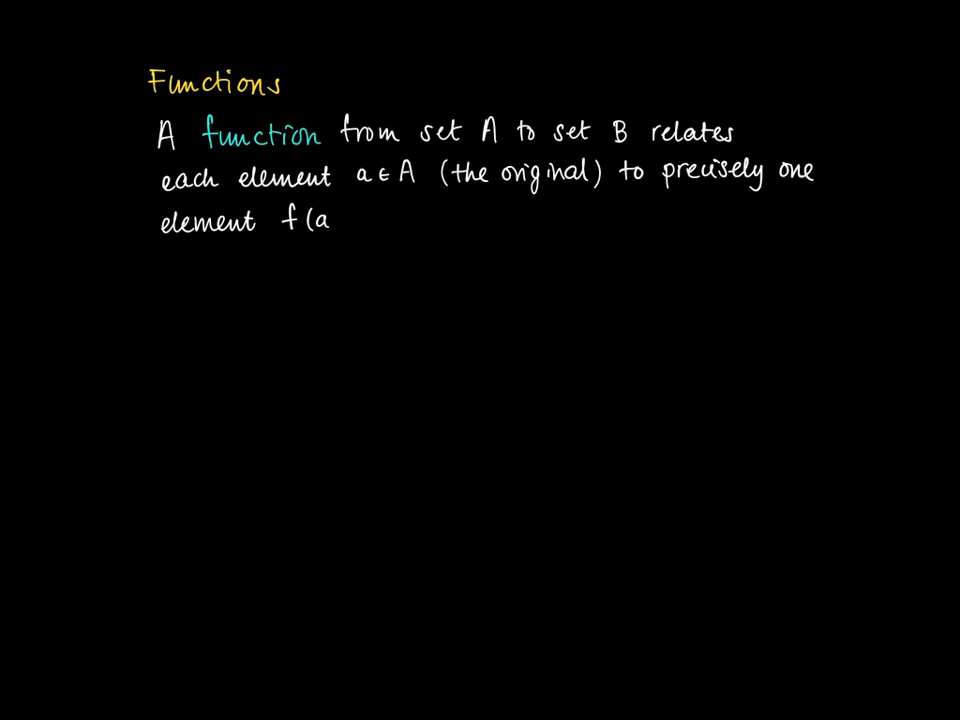 Functions
A function from set A to set B relates
each element a ∈ A (the original) to precisely one
element f(a